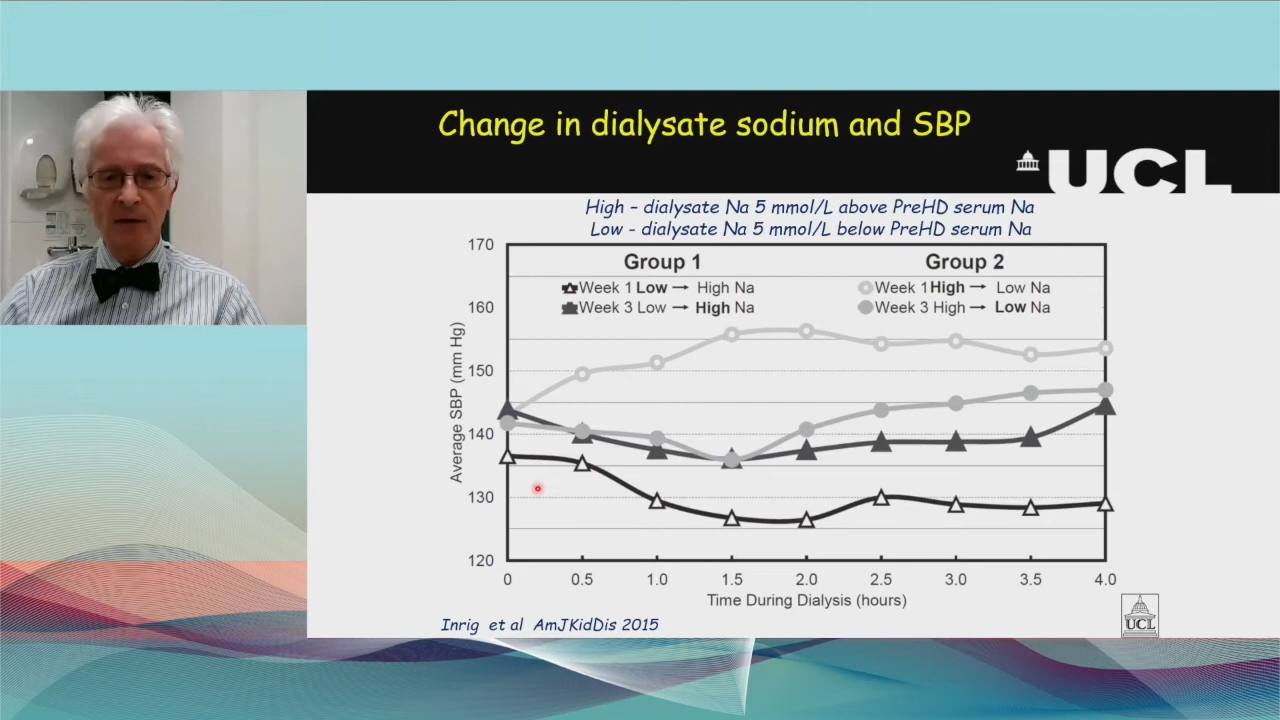 Change in dialysate sodium and SBP
UCL
High – dialysate Na 5 mmol/L above PreHD serum Na
Low - dialysate Na 5 mmol/L below PreHD serum Na
Group 1
Group 2
Week 1 Low → High Na
Week 3 Low → High Na
Week 1 High → Low Na
Week 3 High → Low Na
Average SBP (mm Hg)
170
160
150
140
130
120
0 0.5 1.0 1.5 2.0 2.5 3.0 3.5 4.0
Time During Dialysis (hours)
Inrig et al AmJKidDis 2015
UCL